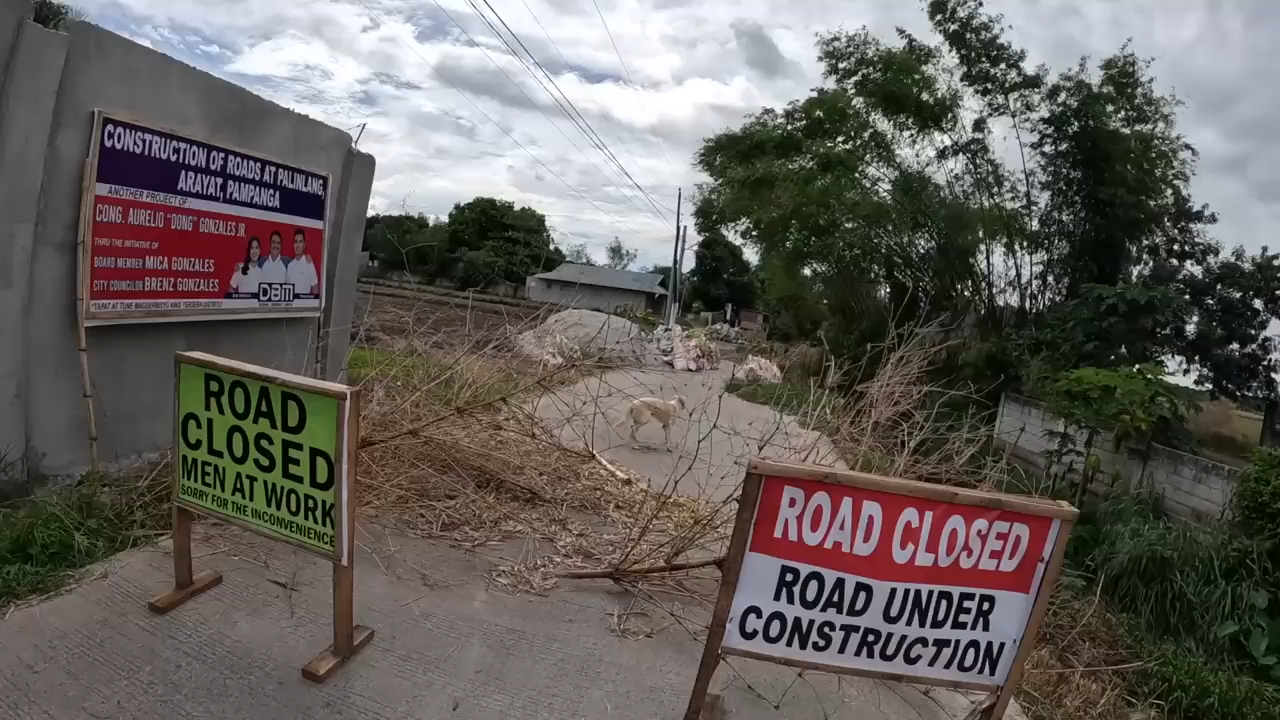 CONSTRUCTION OF ROADS AT PALINLANG,
ARAYAT, PAMPANGA
ANOTHER PROJECT OF :
CONG. AURELIO "DONG" GONZALES JR.
THRU THE INITIATIVE OF
BOARD MEMBER MICA GONZALES
CITY COUNCILOR BRENZ GONZALES
DBM
ROAD
CLOSED
MEN AT WORK
SORRY FOR THE INCONVENIENCE
ROAD CLOSED
ROAD UNDER
CONSTRUCTION